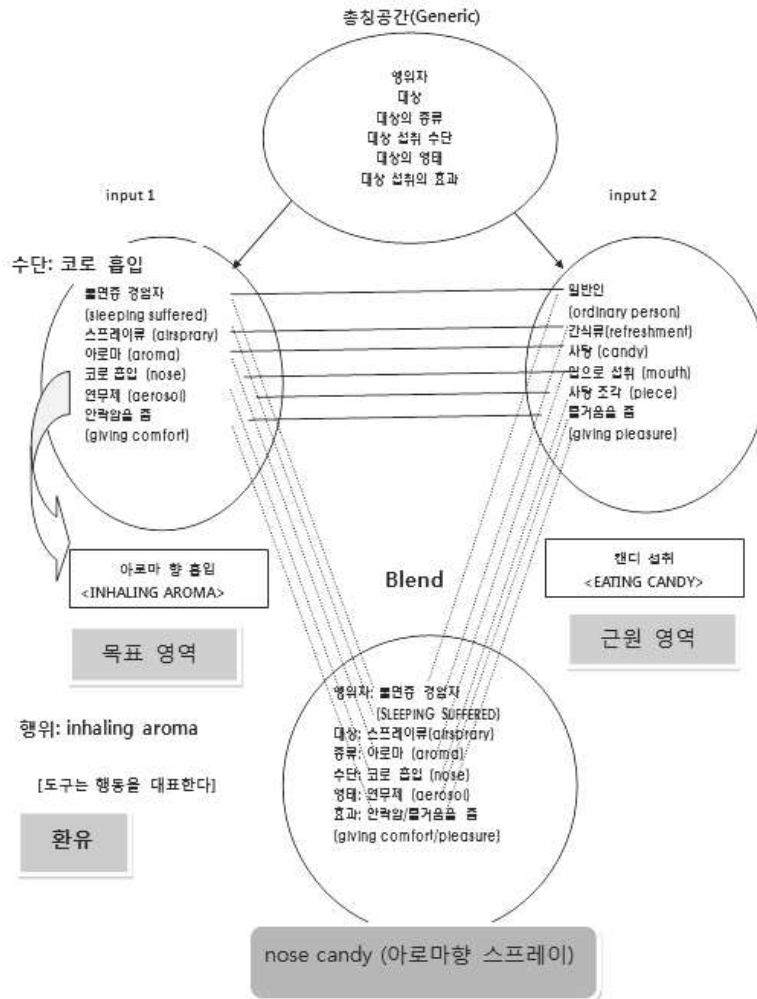 총칭공간(Generic)
행위자
대상
대상의 종류
대상 섭취 수단
대상의 형태
대상 섭취의 효과
input 1
input 2
수단: 코로 흡입
불면증 경험자
(sleeping suffered)
스프레이류 (airsprary)
아로마 (aroma)
코로 흡입 (nose)
연무제 (aerosol)
안락함을 줌
(giving comfort)
일반인
(ordinary person)
간식류(refreshment)
사탕 (candy)
입으로 섭취 (mouth)
사탕 조각 (piece)
즐거움을 줌
(giving pleasure)
아로마 향 흡입
<INHALING AROMA>
캔디 섭취
<EATING CANDY>
Blend
목표 영역
근원 영역
행위자: 불면증 경험자
(SLEEPING SUFFERED)
대상: 스프레이류(airsprary)
종류: 아로마 (aroma)
수단: 코로 흡입 (nose)
형태: 연무제 (aerosol)
효과: 안락함/즐거움을 줌
(giving comfort/pleasure)
행위: inhaling aroma
[도구는 행동을 대표한다]
환유
nose candy (아로마향 스프레이)